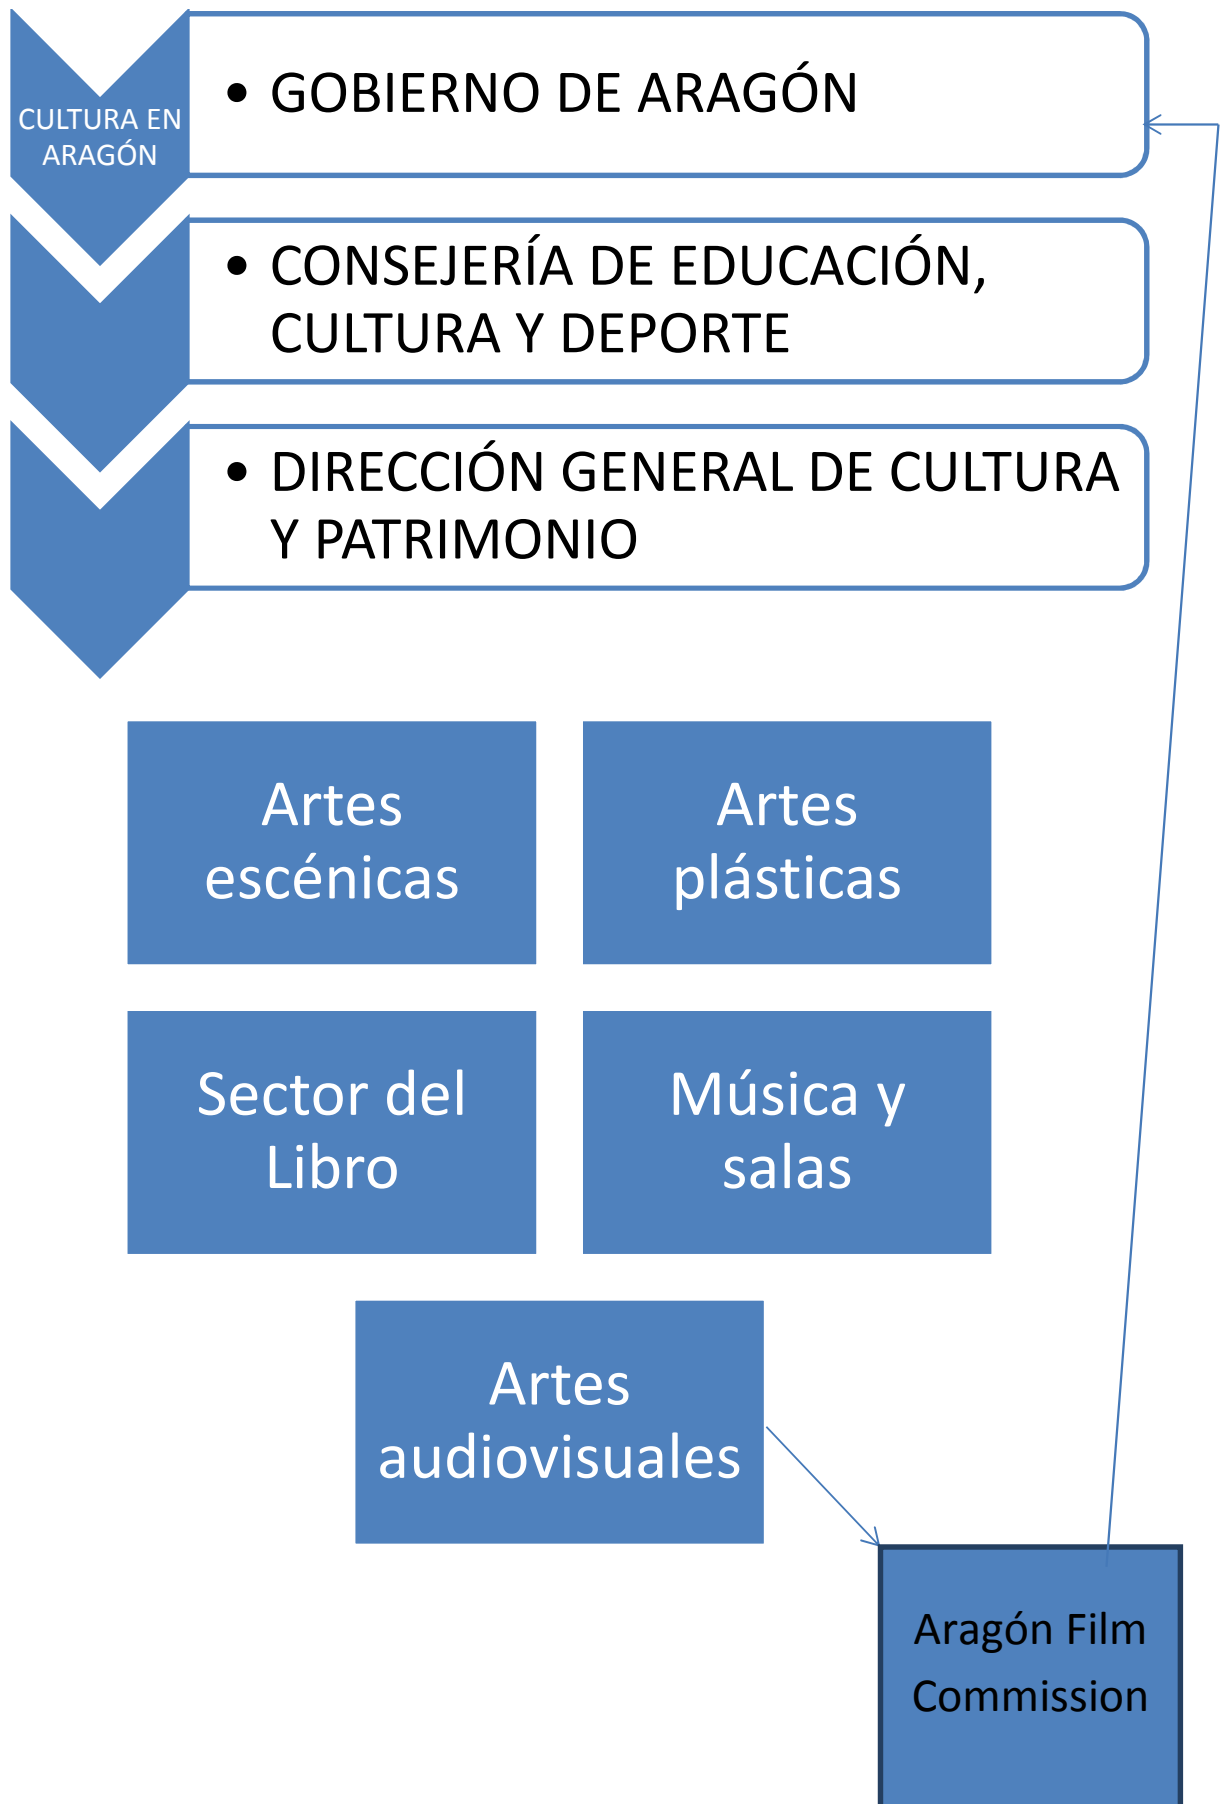 CULTURA EN
ARAGÓN
• GOBIERNO DE ARAGÓN
• CONSEJERÍA DE EDUCACIÓN,
CULTURA Y DEPORTE
• DIRECCIÓN GENERAL DE CULTURA
Y PATRIMONIO
Artes
escénicas
Artes
plásticas
Sector del
Libro
Música y
salas
Artes
audiovisuales
Aragón Film
Commission